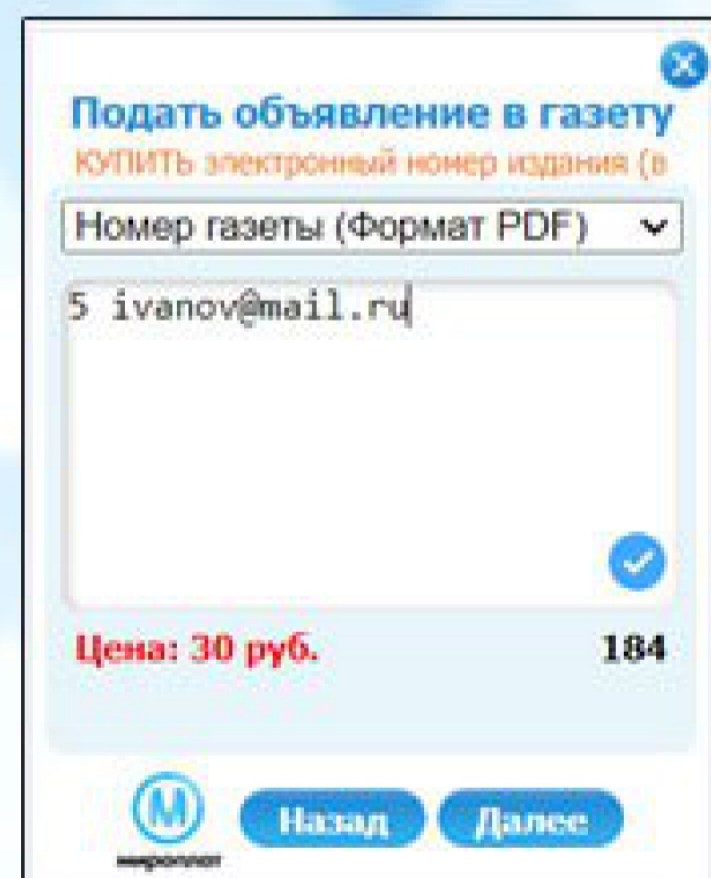 Подать объявление в газету
КУПИТЬ электронный номер издания (в
Номер газеты (Формат PDF)
5 ivanov@mail.ru
Цена: 30 руб.
184
М
мироплат
Назад
Далее